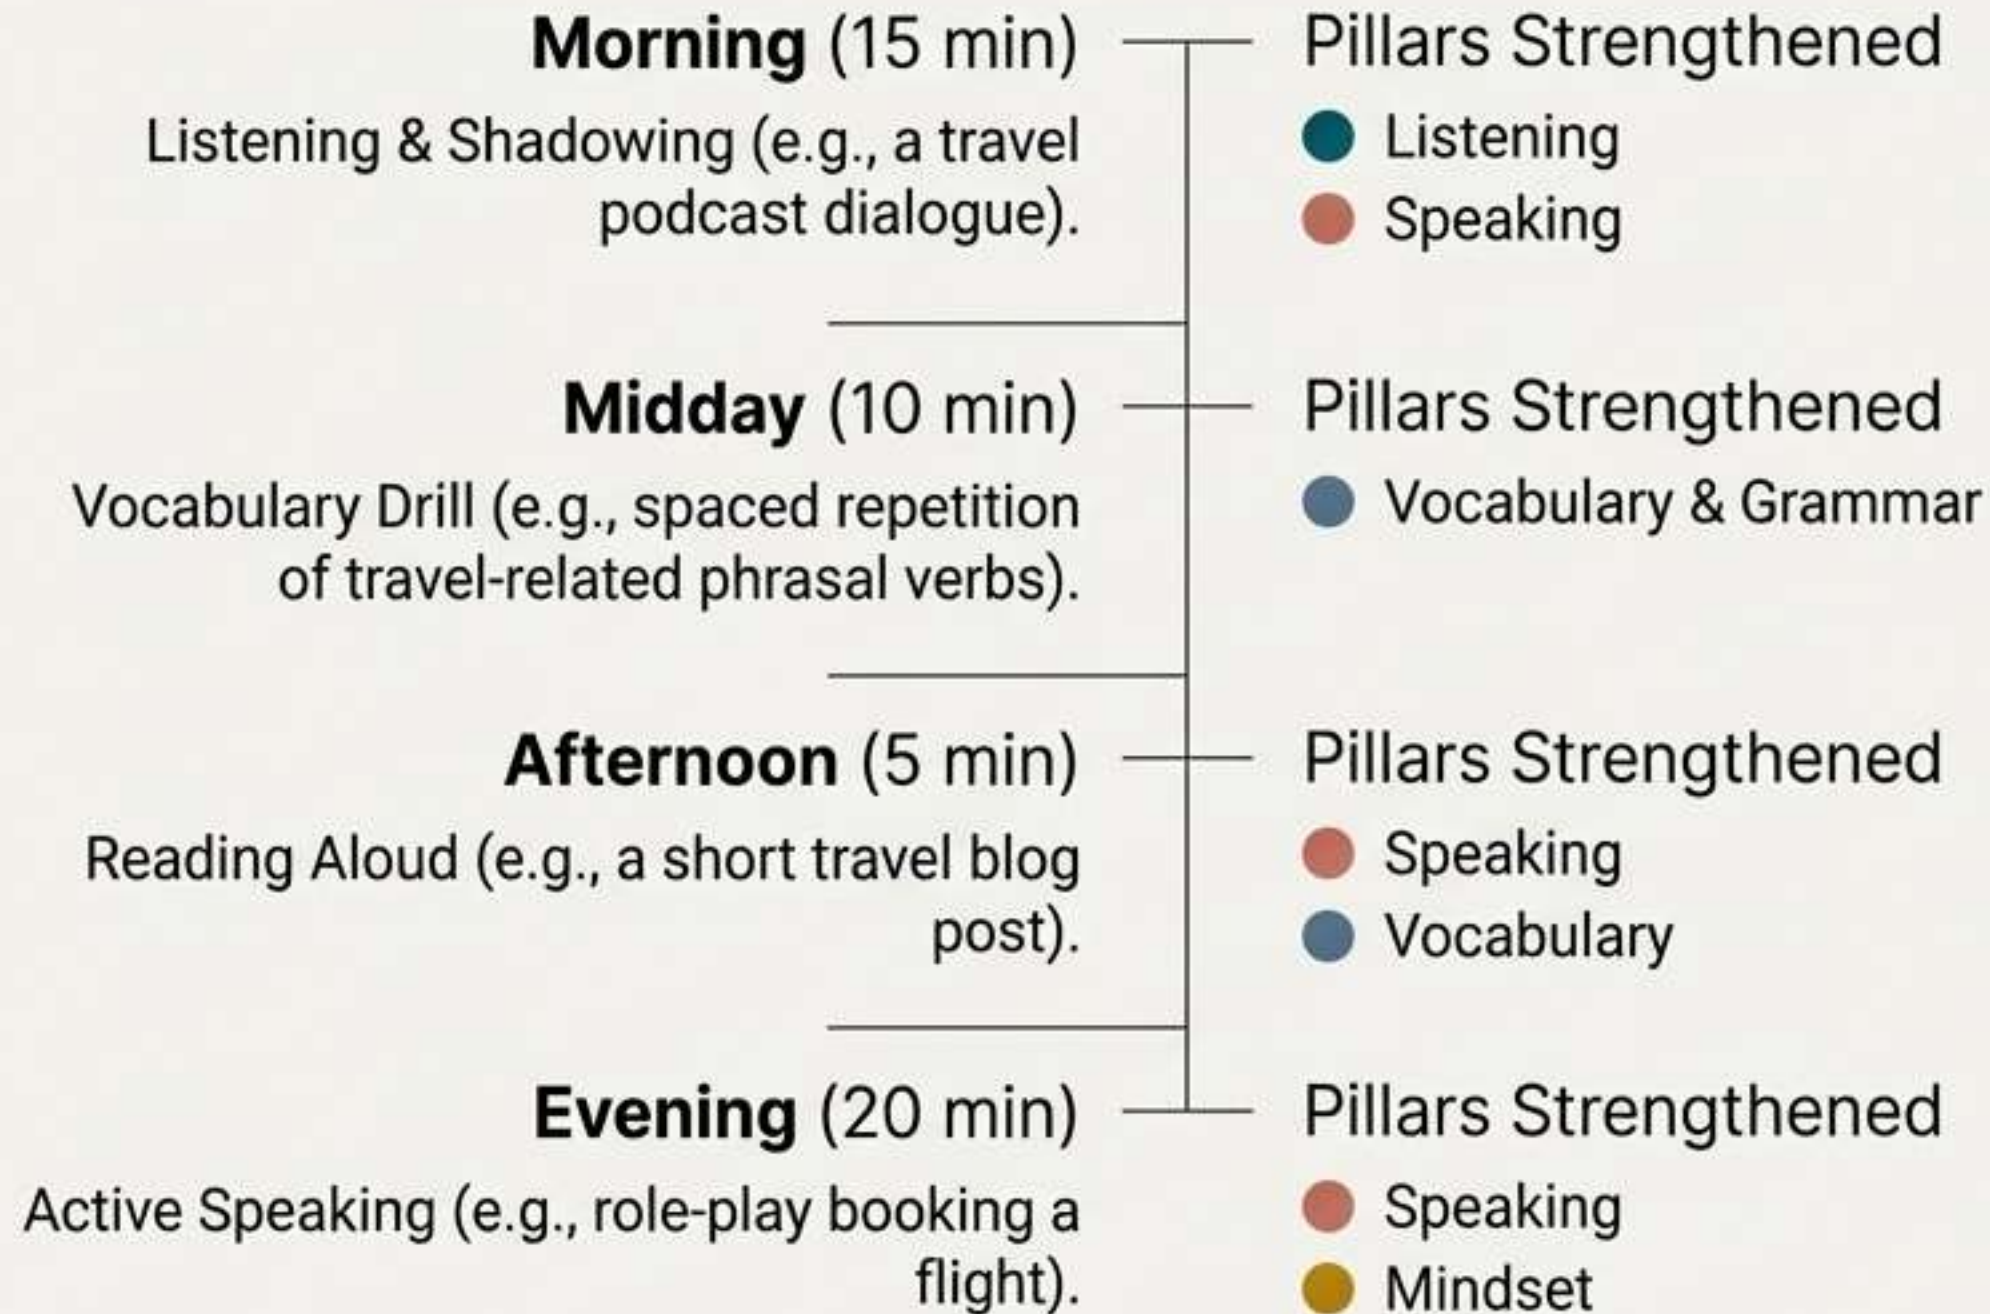 Morning (15 min)
Listening & Shadowing (e.g., a travel
podcast dialogue).
Pillars Strengthened
Listening
Speaking
Midday (10 min)
Vocabulary Drill (e.g., spaced repetition
of travel-related phrasal verbs).
Pillars Strengthened
Vocabulary & Grammar
Afternoon (5 min)
Reading Aloud (e.g., a short travel blog
post).
Pillars Strengthened
Speaking
Vocabulary
Evening (20 min)
Active Speaking (e.g., role-play booking a
flight).
Pillars Strengthened
Speaking
Mindset